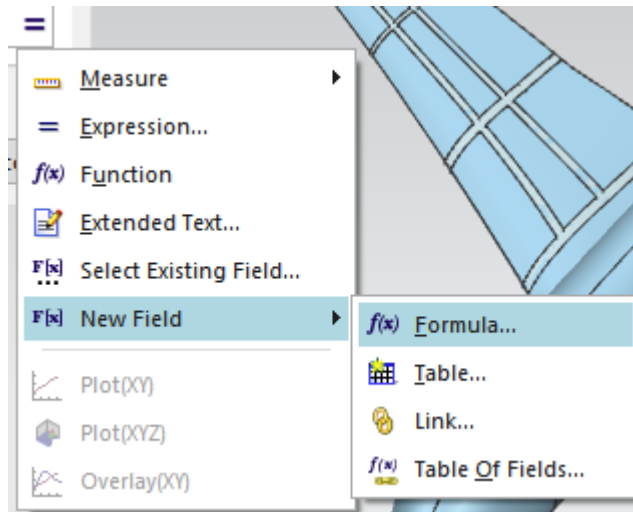 =
Measure
= Expression...
f(x) Function
Extended Text...
F[x] Select Existing Field...
F[x] New Field
f(x) Formula...
Table...
Link...
f(x) Table Of Fields...
Plot(XY)
Plot(XYZ)
Overlay(XY)